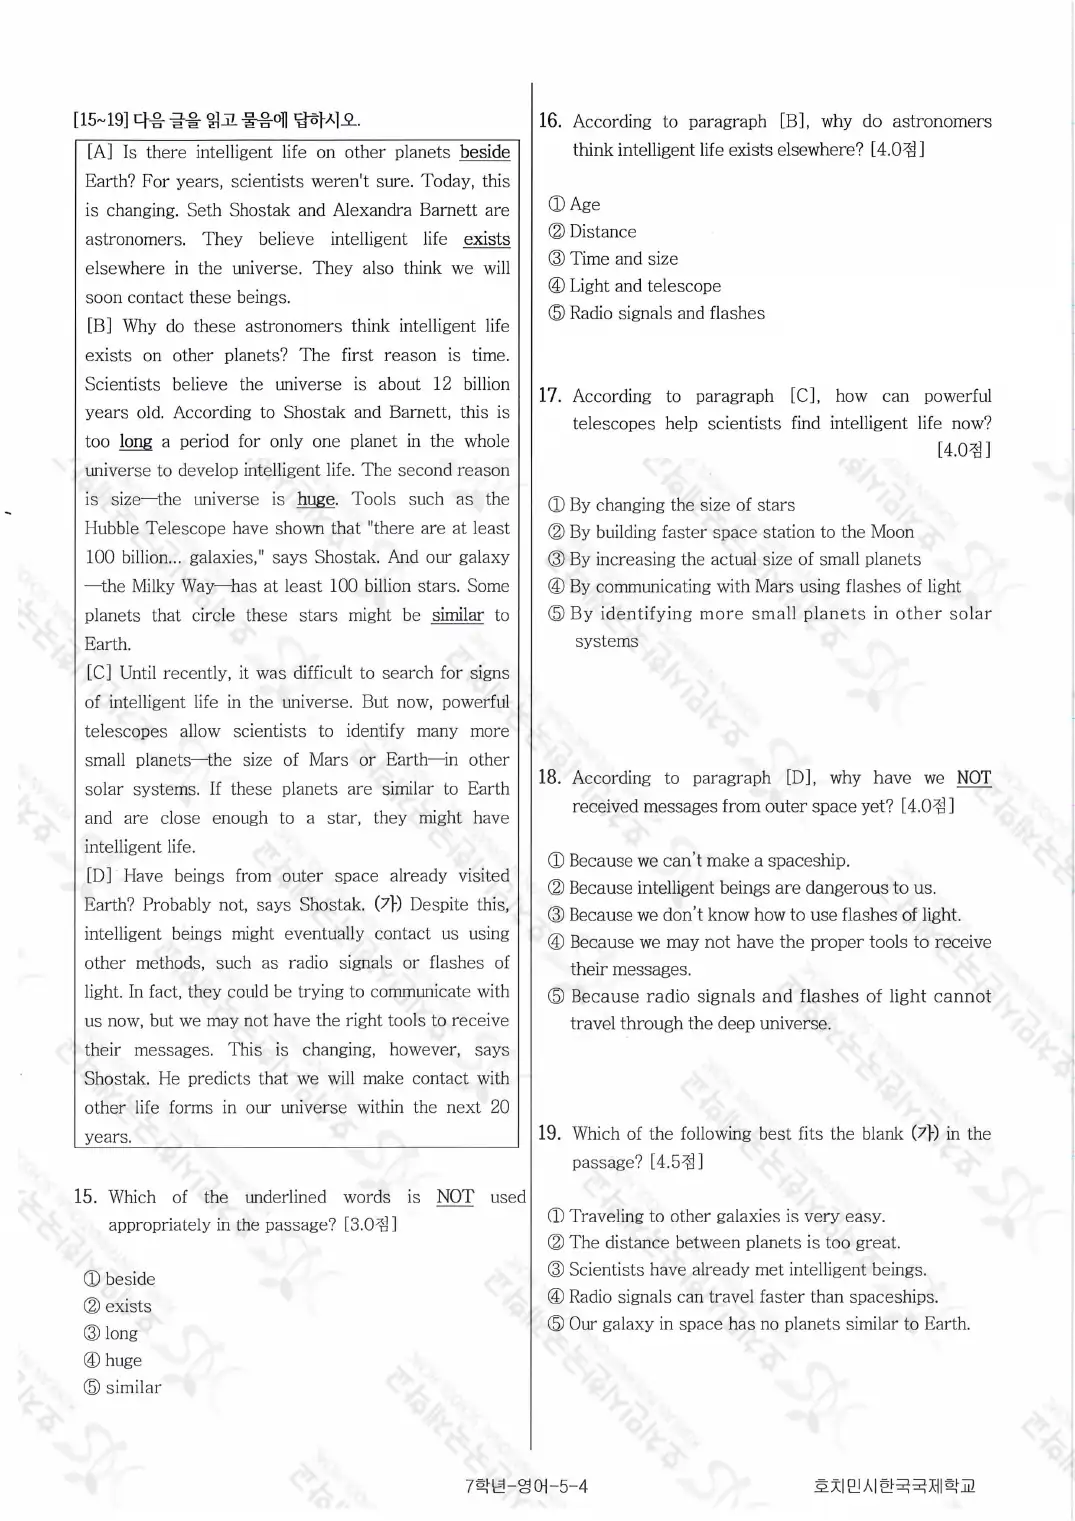 [15~19] 다음 글을 읽고 물음에 답하시오.
[A] Is there intelligent life on other planets beside
Earth? For years, scientists weren't sure. Today, this
is changing. Seth Shostak and Alexandra Barnett are
astronomers. They believe intelligent life exists
elsewhere in the universe. They also think we will
soon contact these beings.
[B] Why do these astronomers think intelligent life
exists on other planets? The first reason is time.
Scientists believe the universe is about 12 billion
years old. According to Shostak and Barnett, this is
too long a period for only one planet in the whole
universe to develop intelligent life. The second reason
is size—the universe is huge. Tools such as the
Hubble Telescope have shown that "there are at least
100 billion... galaxies," says Shostak. And our galaxy
—the Milky Way—has at least 100 billion stars. Some
planets that circle these stars might be similar to
Earth.
[C] Until recently, it was difficult to search for signs
of intelligent life in the universe. But now, powerful
telescopes allow scientists to identify many more
small planets—the size of Mars or Earth—in other
solar systems. If these planets are similar to Earth
and are close enough to a star, they might have
intelligent life.
[D] Have beings from outer space already visited
Earth? Probably not, says Shostak. (가) Despite this,
intelligent beings might eventually contact us using
other methods, such as radio signals or flashes of
light. In fact, they could be trying to communicate with
us now, but we may not have the right tools to receive
their messages. This is changing, however, says
Shostak. He predicts that we will make contact with
other life forms in our universe within the next 20
years.
15. Which of the underlined words is NOT used
appropriately in the passage? [3.0점]
① beside
② exists
③ long
④ huge
⑤ similar
16. According to paragraph [B], why do astronomers
think intelligent life exists elsewhere? [4.0점]
① Age
② Distance
③ Time and size
④ Light and telescope
⑤ Radio signals and flashes
17. According to paragraph [C], how can powerful
telescopes help scientists find intelligent life now?
[4.0점]
① By changing the size of stars
② By building faster space station to the Moon
③ By increasing the actual size of small planets
④ By communicating with Mars using flashes of light
⑤ By identifying more small planets in other solar
systems
18. According to paragraph [D], why have we NOT
received messages from outer space yet? [4.0점]
① Because we can't make a spaceship.
② Because intelligent beings are dangerous to us.
③ Because we don't know how to use flashes of light.
④ Because we may not have the proper tools to receive
their messages.
⑤ Because radio signals and flashes of light cannot
travel through the deep universe.
19. Which of the following best fits the blank (가) in the
passage? [4.5점]
① Traveling to other galaxies is very easy.
② The distance between planets is too great.
③ Scientists have already met intelligent beings.
④ Radio signals can travel faster than spaceships.
⑤ Our galaxy in space has no planets similar to Earth.
7학년-영어-5-4
호치민시한국국제학교